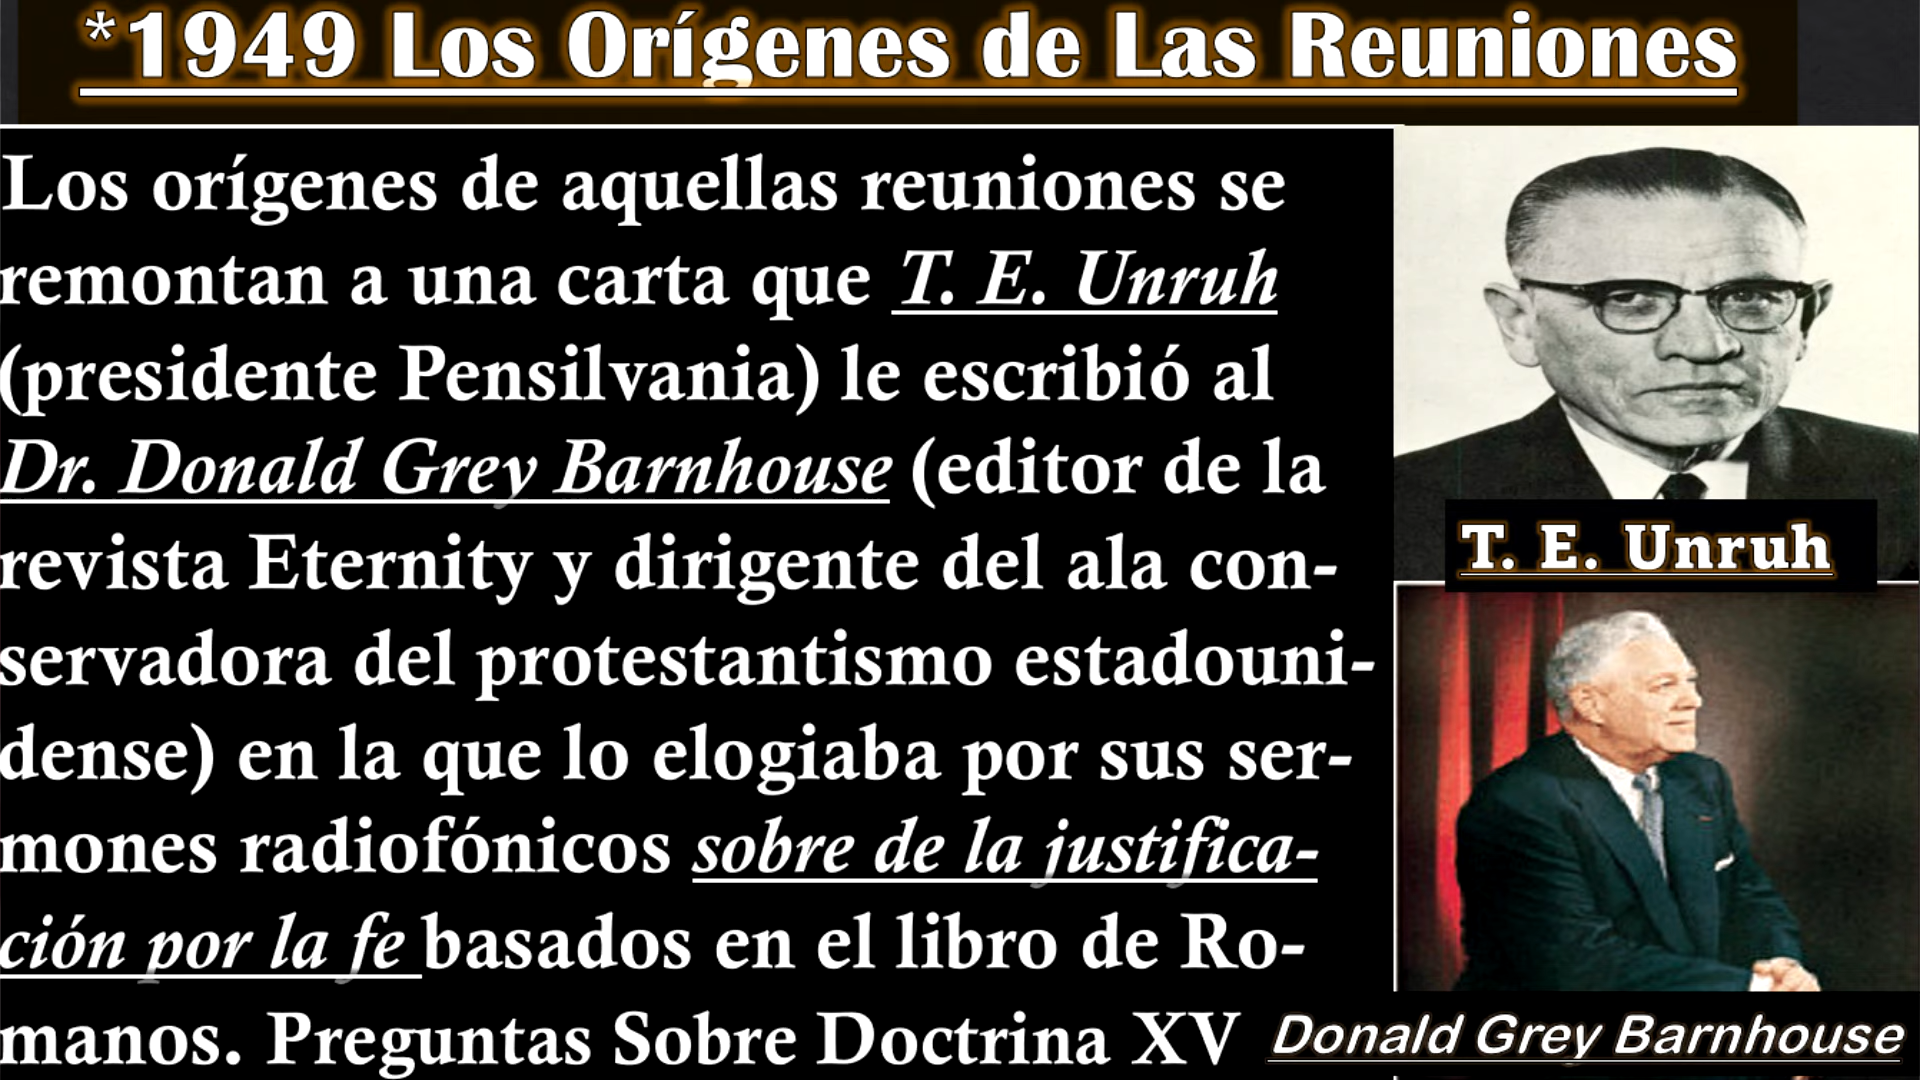 *1949 Los Orígenes de Las Reuniones
Los orígenes de aquellas reuniones se
remontan a una carta que T. E. Unruh
(presidente Pensilvania) le escribió al
Dr. Donald Grey Barnhouse (editor de la
revista Eternity y dirigente del ala con-
servadora del protestantismo estadouni-
dense) en la que lo elogiaba por sus ser-
mones radiofónicos sobre de la justifica-
ción por la fe basados en el libro de Ro-
manos. Preguntas Sobre Doctrina XV
T. E. Unruh
Donald Grey Barnhouse